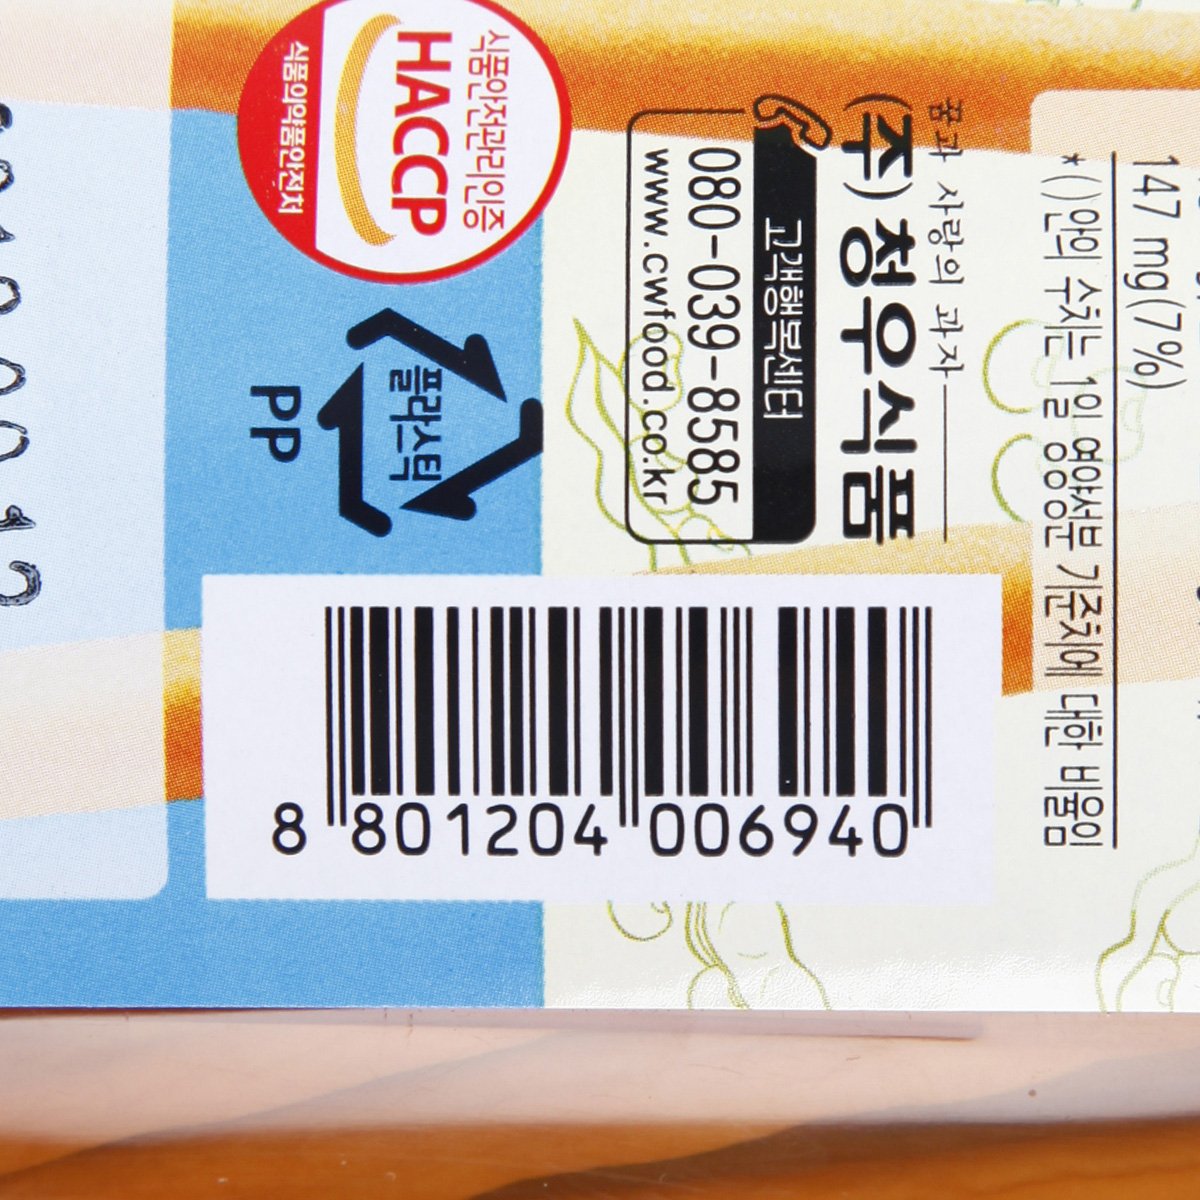 147 mg(7%)
*( )안의 수치는 1일 영양성분 기준치에 대한 비율임
꿈과 사랑의 과자
(주)청우식품
고객행복센터
080-039-8585
www.cwfood.co.kr
식품안전관리인증
HACCP
식품의약품안전처
플라스틱
PP
8 801204 006940